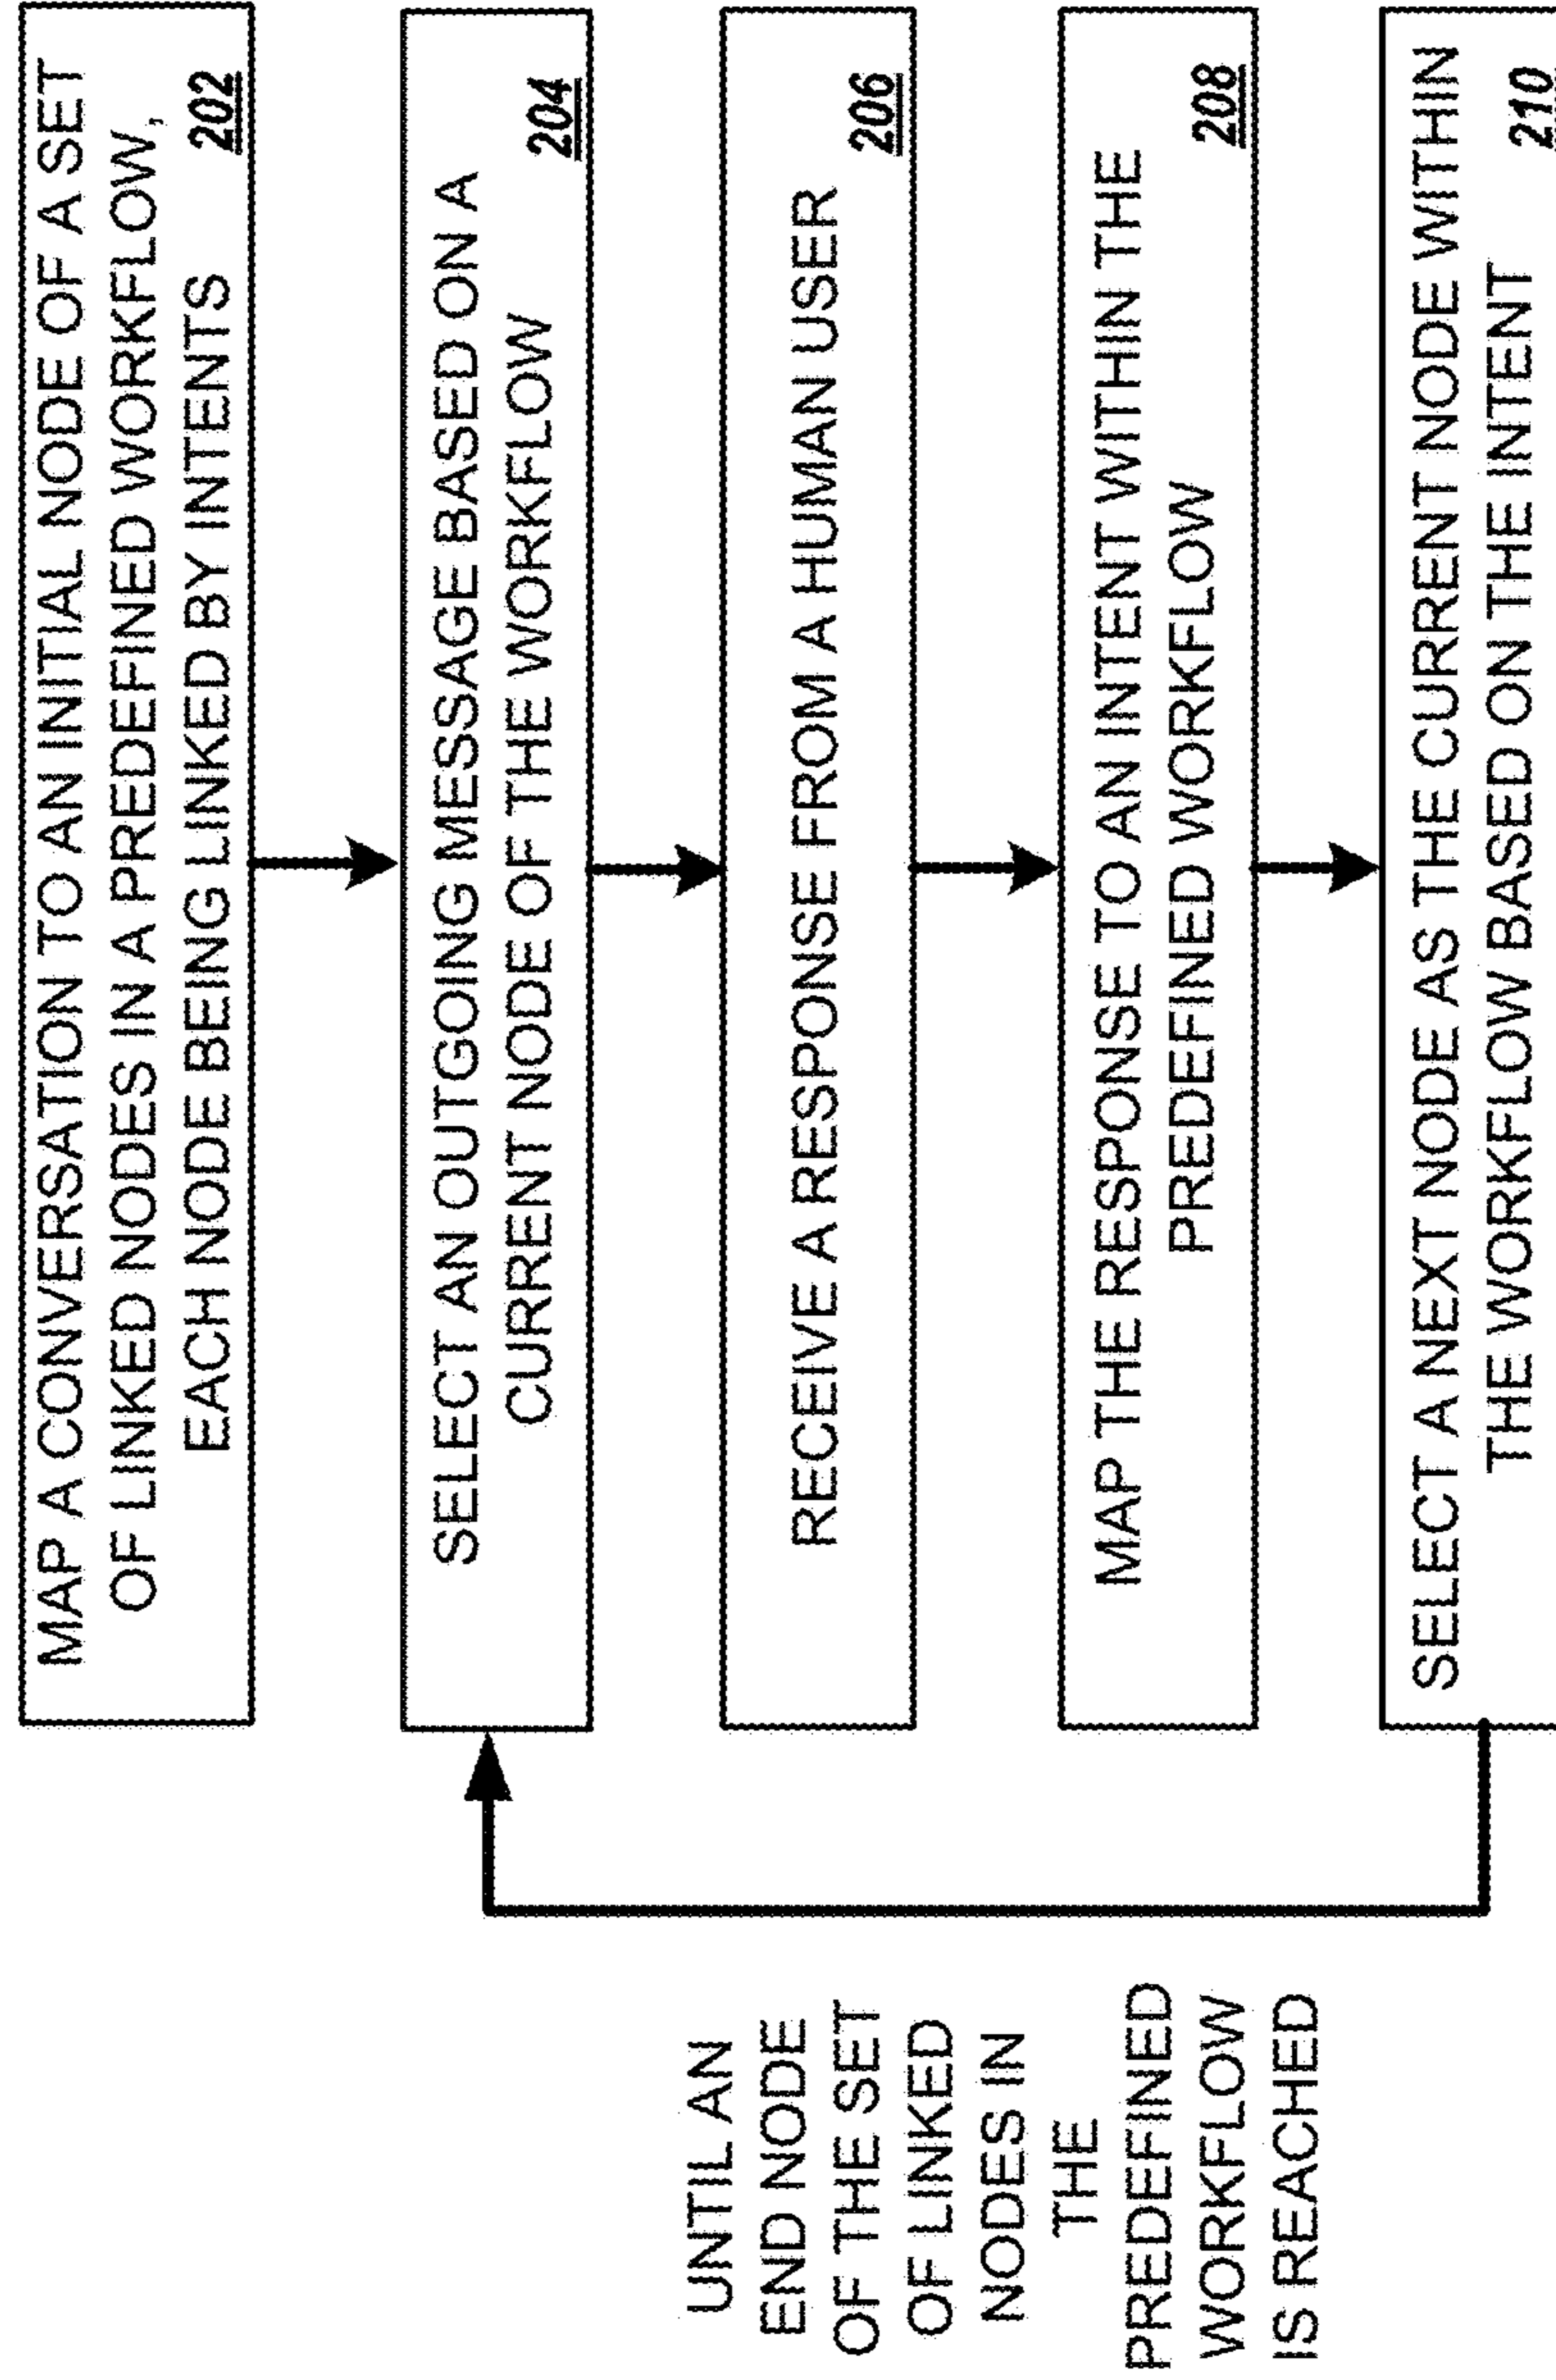 MAP A CONVERSATION TO AN INITIAL NODE OF A SET
OF LINKED NODES IN A PREDEFINED WORKFLOW,
EACH NODE BEING LINKED BY INTENTS 202
SELECT AN OUTGOING MESSAGE BASED ON A
CURRENT NODE OF THE WORKFLOW 204
RECEIVE A RESPONSE FROM A HUMAN USER
206
MAP THE RESPONSE TO AN INTENT WITHIN THE
PREDEFINED WORKFLOW 208
SELECT A NEXT NODE AS THE CURRENT NODE WITHIN
THE WORKFLOW BASED ON THE INTENT 210
UNTIL AN
END NODE
OF THE SET
OF LINKED
NODES IN
THE
PREDEFINED
WORKFLOW
IS REACHED